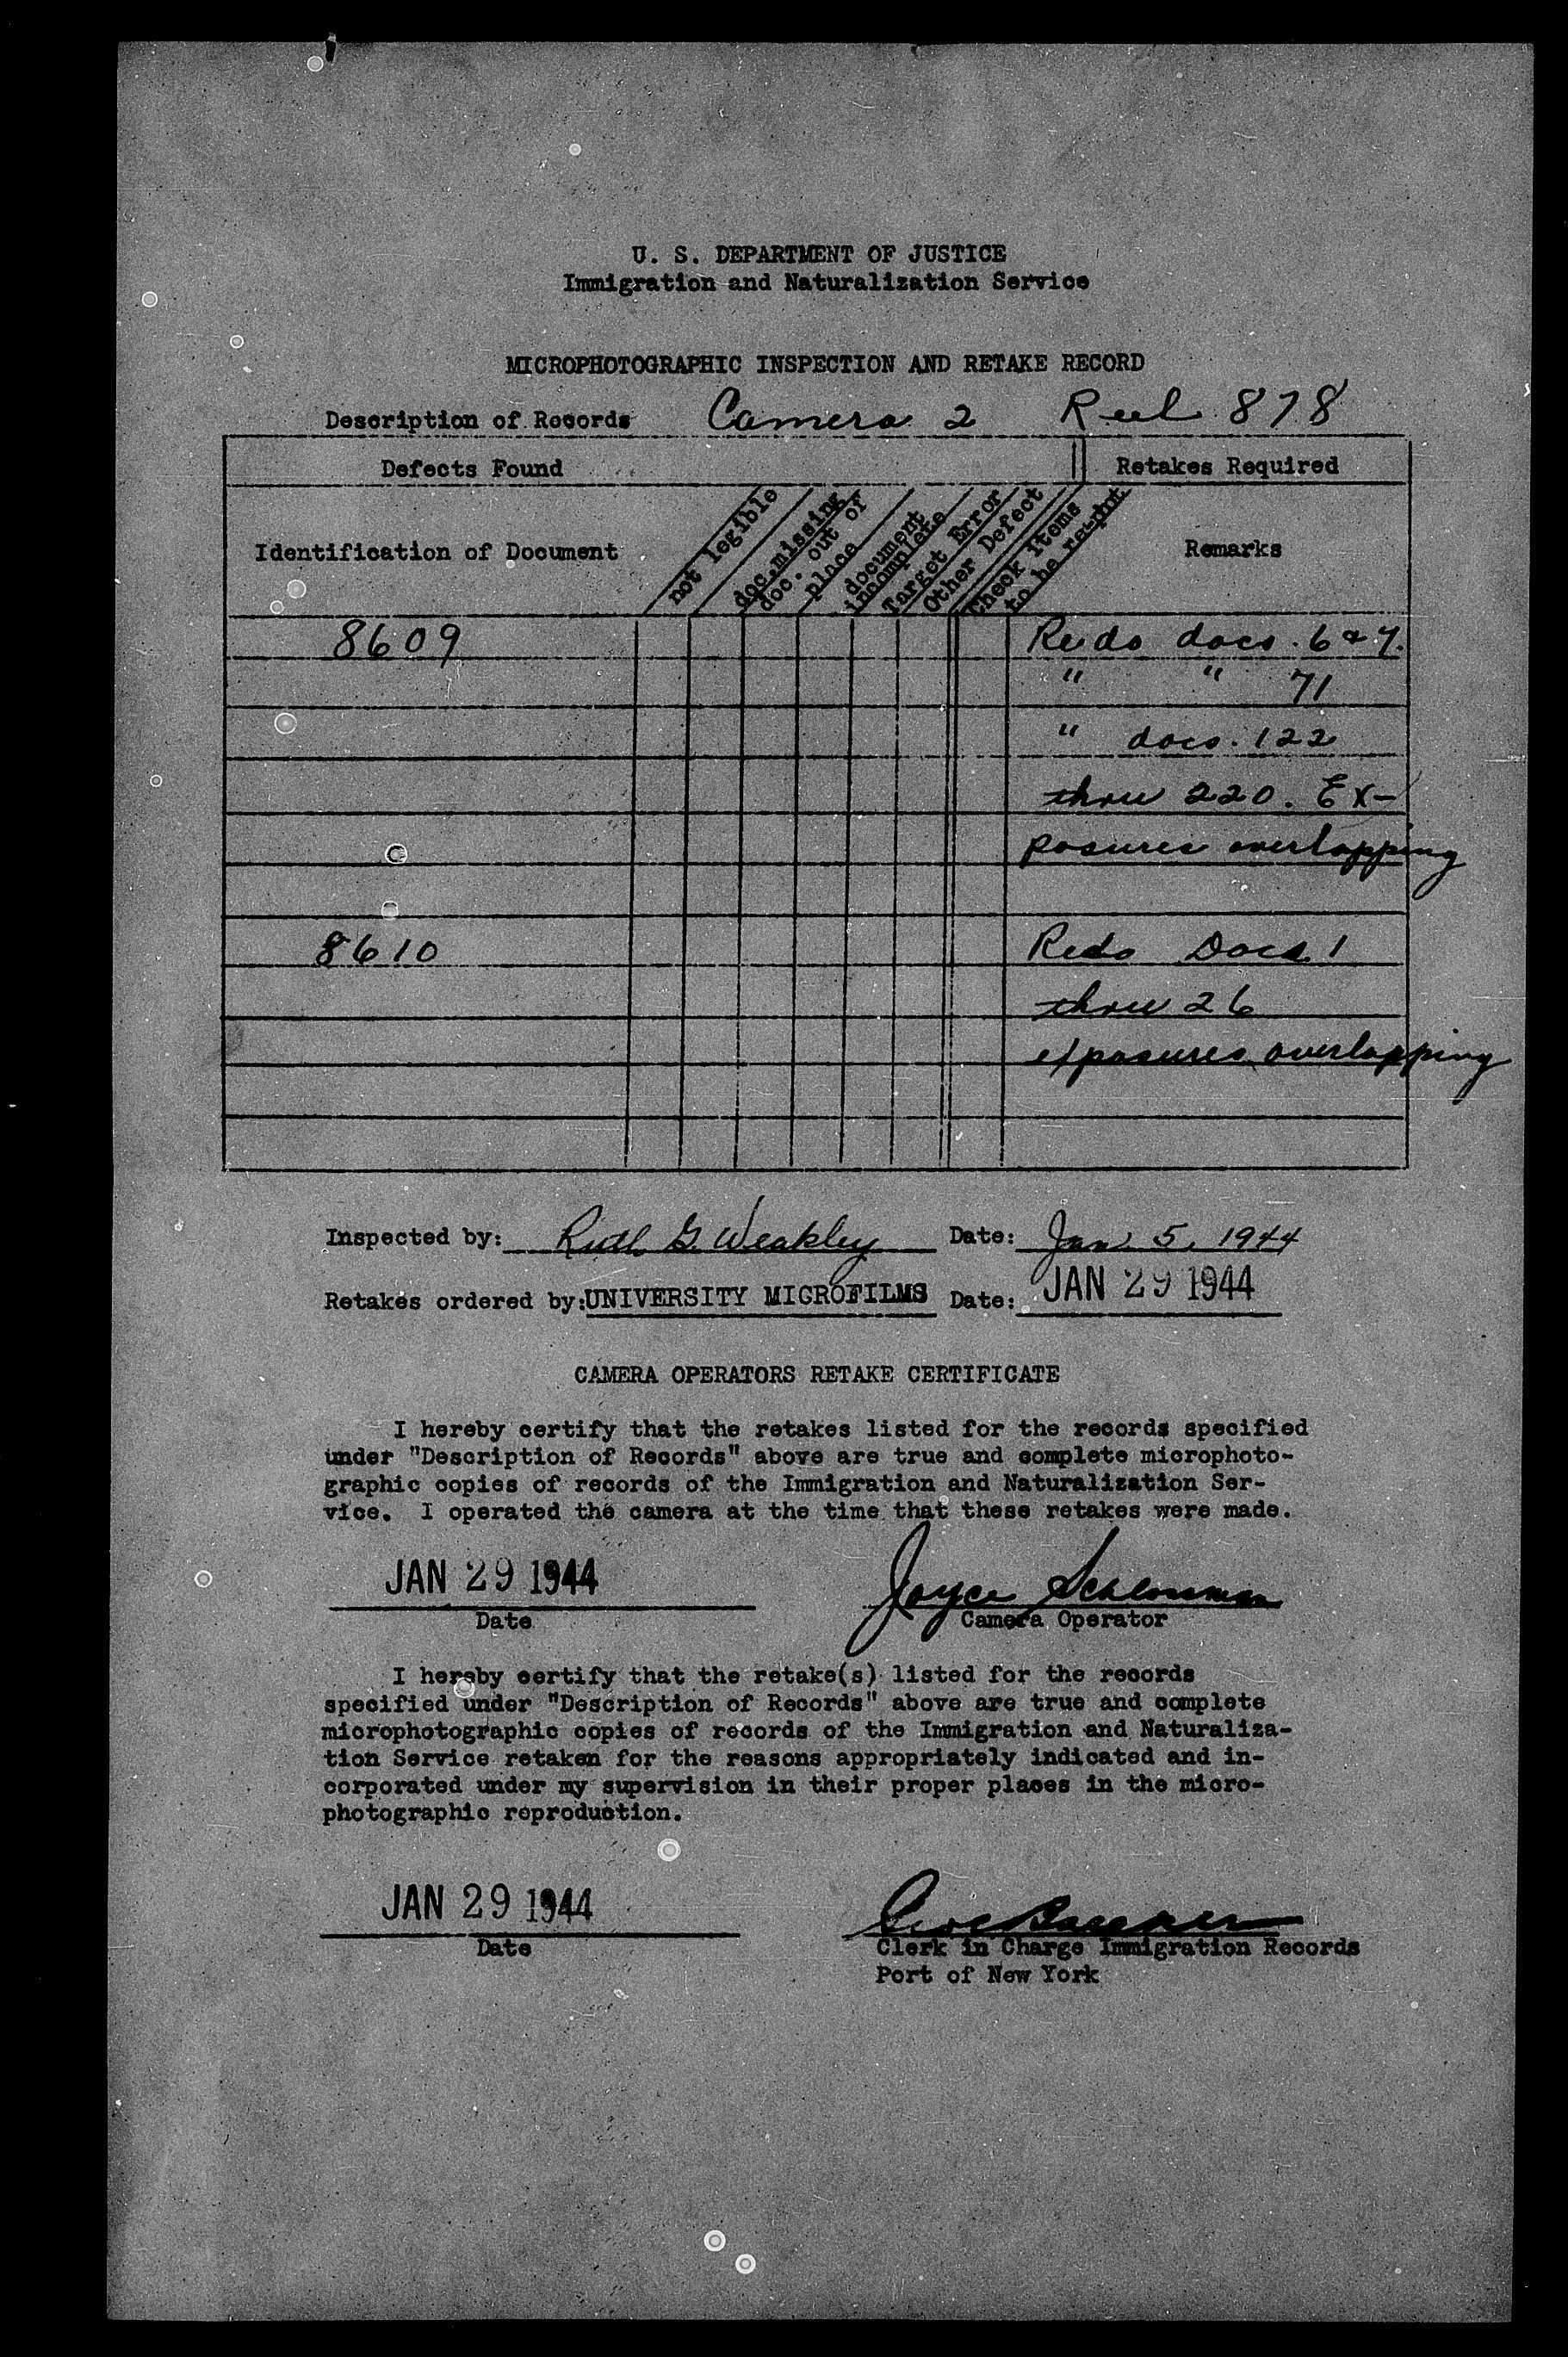 U. S. DEPARTMENT OF JUSTICE
Immigration and Naturalization Service
MICROPHOTOGRAPHIC INSPECTION AND RETAKE RECORD
Description of Records Camera 2 Reel 878
Defects Found Retakes Required
Identification of Document
not legible
doc. missing
doc. out of
place
document
incomplete
Target Error
Other Defect
Check items
to be re-phot
Remarks
8609 Redo docs. 6 & 7.
" " 71
" docs. 122
thru 220. Ex-
posures overlapping
8610 Redo Docs. 1
thru 26
exposures overlapping
Inspected by: Ruth G. Weakley Date: Jan. 5, 1944
Retakes ordered by: UNIVERSITY MICROFILMS Date: JAN 29 1944
CAMERA OPERATORS RETAKE CERTIFICATE
I hereby certify that the retakes listed for the records specified
under "Description of Records" above are true and complete microphoto-
graphic copies of records of the Immigration and Naturalization Ser-
vice. I operated the camera at the time that these retakes were made.
JAN 29 1944 Joyce
Date Camera Operator
I hereby certify that the retake(s) listed for the records
specified under "Description of Records" above are true and complete
microphotographic copies of records of the Immigration and Naturaliza-
tion Service retaken for the reasons appropriately indicated and in-
corporated under my supervision in their proper places in the micro-
photographic reproduction.
JAN 29 1944
Date Clerk in Charge Immigration Records
Port of New York